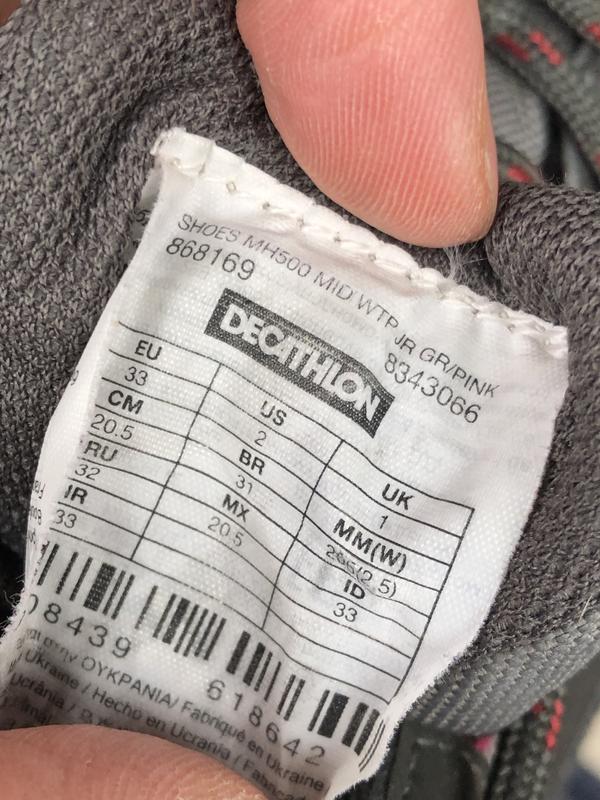 SHOES MH500 MID WTP JR GR/PINK
868169 8343066
DECATHLON
EU US UK
33 2 1
CM BR MM(W)
20.5 31
RU MX ID
32 20.5 33
33
08439 618642
ОУКРАНІА/ Fabriqué en
Ukraine / Hecho en Ukraine
Ucrania / Fabricado